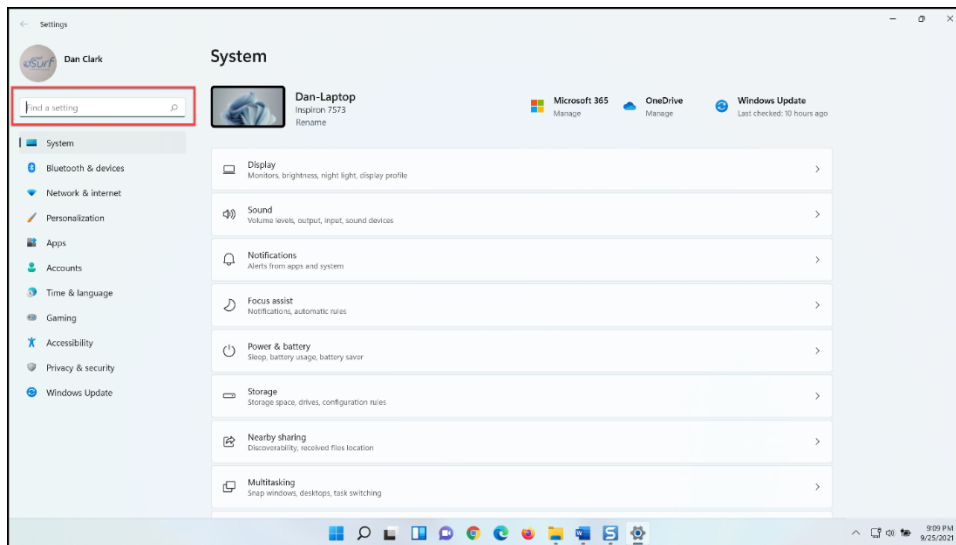 Settings
dSurf
Dan Clark
Find a setting
System
Bluetooth & devices
Network & internet
Personalization
Apps
Accounts
Time & language
Gaming
Accessibility
Privacy & security
Windows Update
System
Dan-Laptop
Inspiron 7573
Rename
Microsoft 365
Manage
OneDrive
Manage
Windows Update
Last checked: 10 hours ago
Display
Monitors, brightness, night light, display profile
Sound
Volume levels, output, input, sound devices
Notifications
Alerts from apps and system
Focus assist
Notifications, automatic rules
Power & battery
Sleep, battery usage, battery saver
Storage
Storage space, drives, configuration rules
Nearby sharing
Discoverability, received files location
Multitasking
Snap windows, desktops, task switching
9:09 PM
9/25/2021